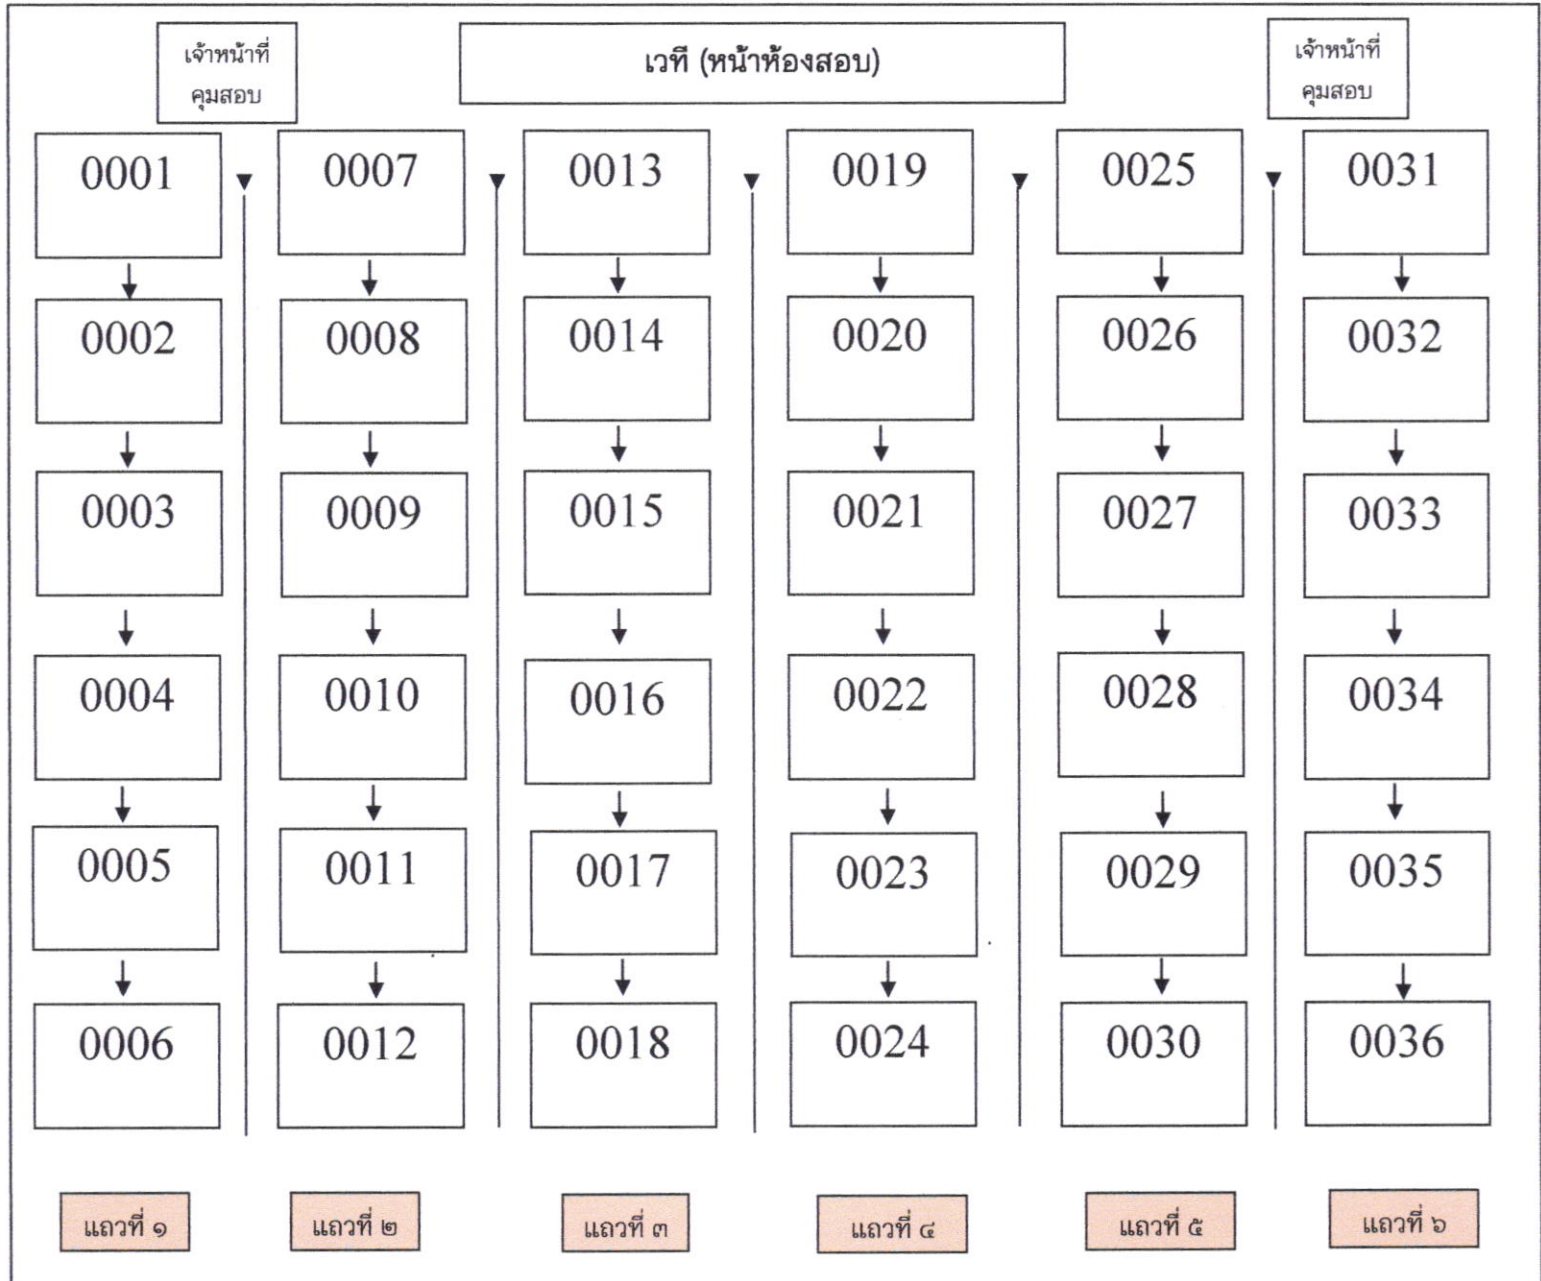 เจ้าหน้าที่
คุมสอบ
เวที (หน้าห้องสอบ)
เจ้าหน้าที่
คุมสอบ
0001 0007 0013 0019 0025 0031
0002 0008 0014 0020 0026 0032
0003 0009 0015 0021 0027 0033
0004 0010 0016 0022 0028 0034
0005 0011 0017 0023 0029 0035
0006 0012 0018 0024 0030 0036
แถวที่ ๑ แถวที่ ๒ แถวที่ ๓ แถวที่ ๔ แถวที่ ๕ แถวที่ ๖